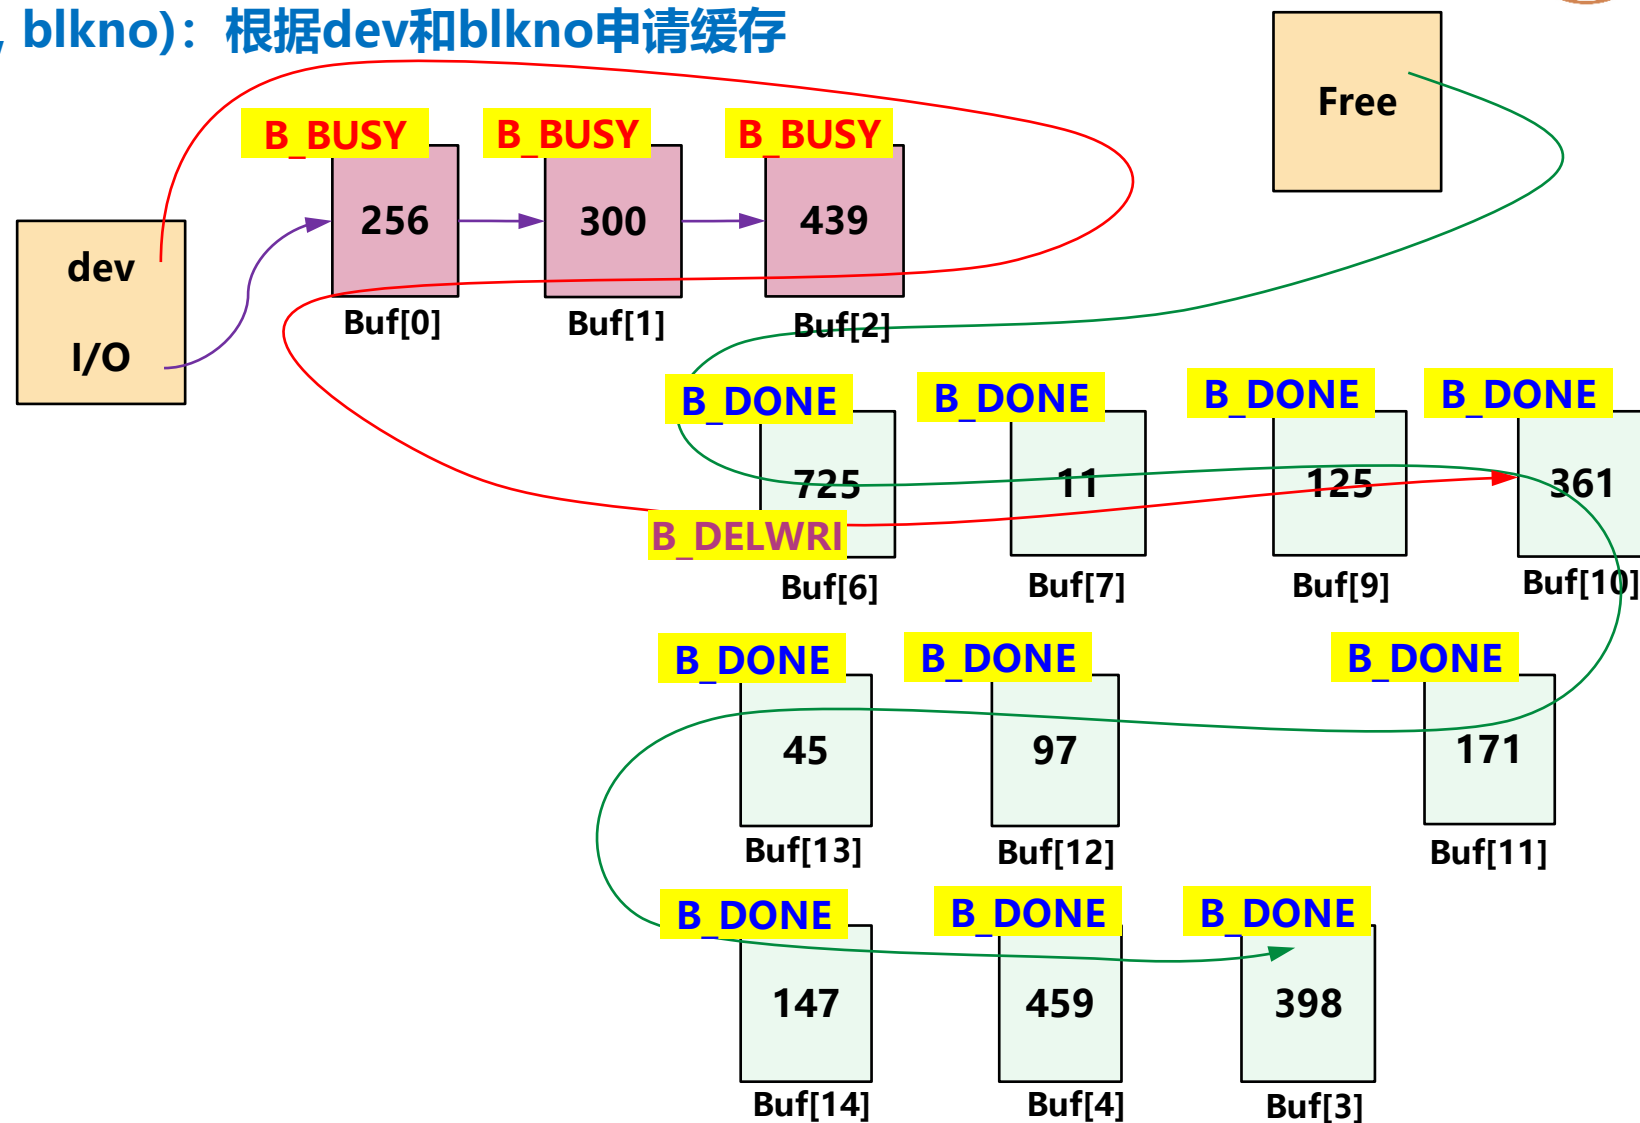 , blkno)：根据dev和blkno申请缓存
Free
B_BUSY B_BUSY B_BUSY
256 300 439
dev
I/O
Buf[0] Buf[1] Buf[2]
B_DONE B_DONE B_DONE B_DONE
725 11 125 361
B_DELWRI
Buf[6] Buf[7] Buf[9] Buf[10]
B_DONE B_DONE B_DONE
45 97 171
Buf[13] Buf[12] Buf[11]
B_DONE B_DONE B_DONE
147 459 398
Buf[14] Buf[4] Buf[3]